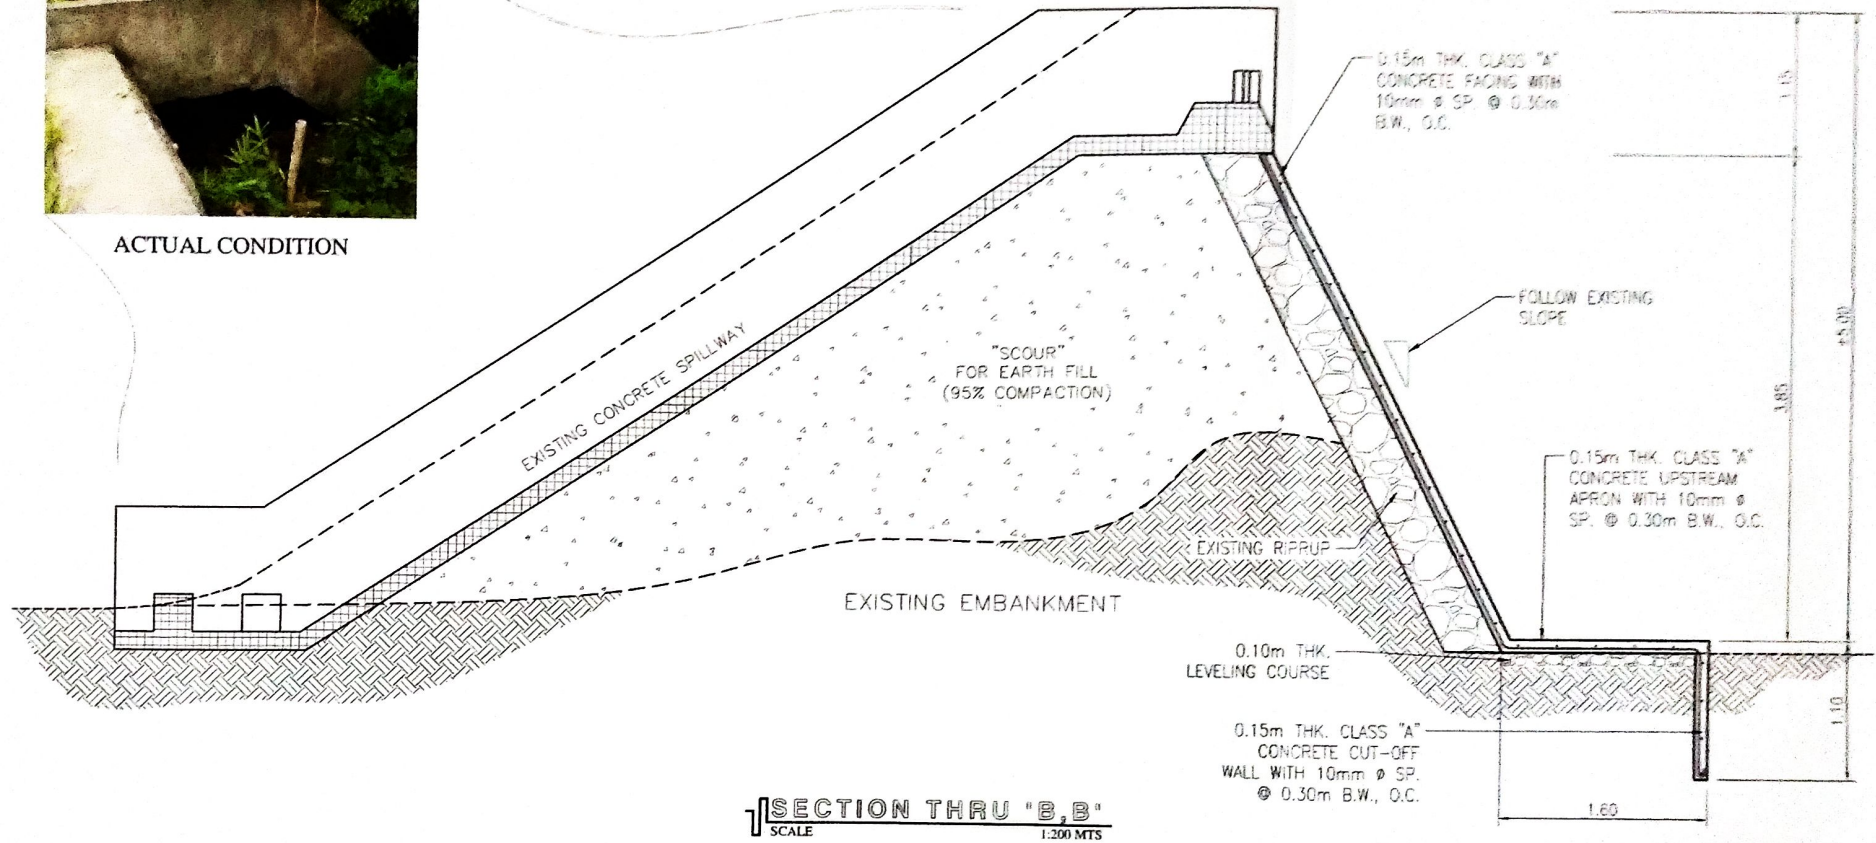 ACTUAL CONDITION
0.15m THK. CLASS "A"
CONCRETE FACING WITH
10mm ø SP. @ 0.30m
B.W., O.C.
1.15
FOLLOW EXISTING
SLOPE
±5.00
3.85
EXISTING CONCRETE SPILLWAY
"SCOUR"
FOR EARTH FILL
(95% COMPACTION)
0.15m THK. CLASS "A"
CONCRETE UPSTREAM
APRON WITH 10mm ø
SP. @ 0.30m B.W., O.C.
EXISTING RIPRUP
EXISTING EMBANKMENT
0.10m THK.
LEVELING COURSE
1.10
0.15m THK. CLASS "A"
CONCRETE CUT-OFF
WALL WITH 10mm ø SP.
@ 0.30m B.W., O.C.
1.60
SECTION THRU "B,B"
SCALE 1:200 MTS